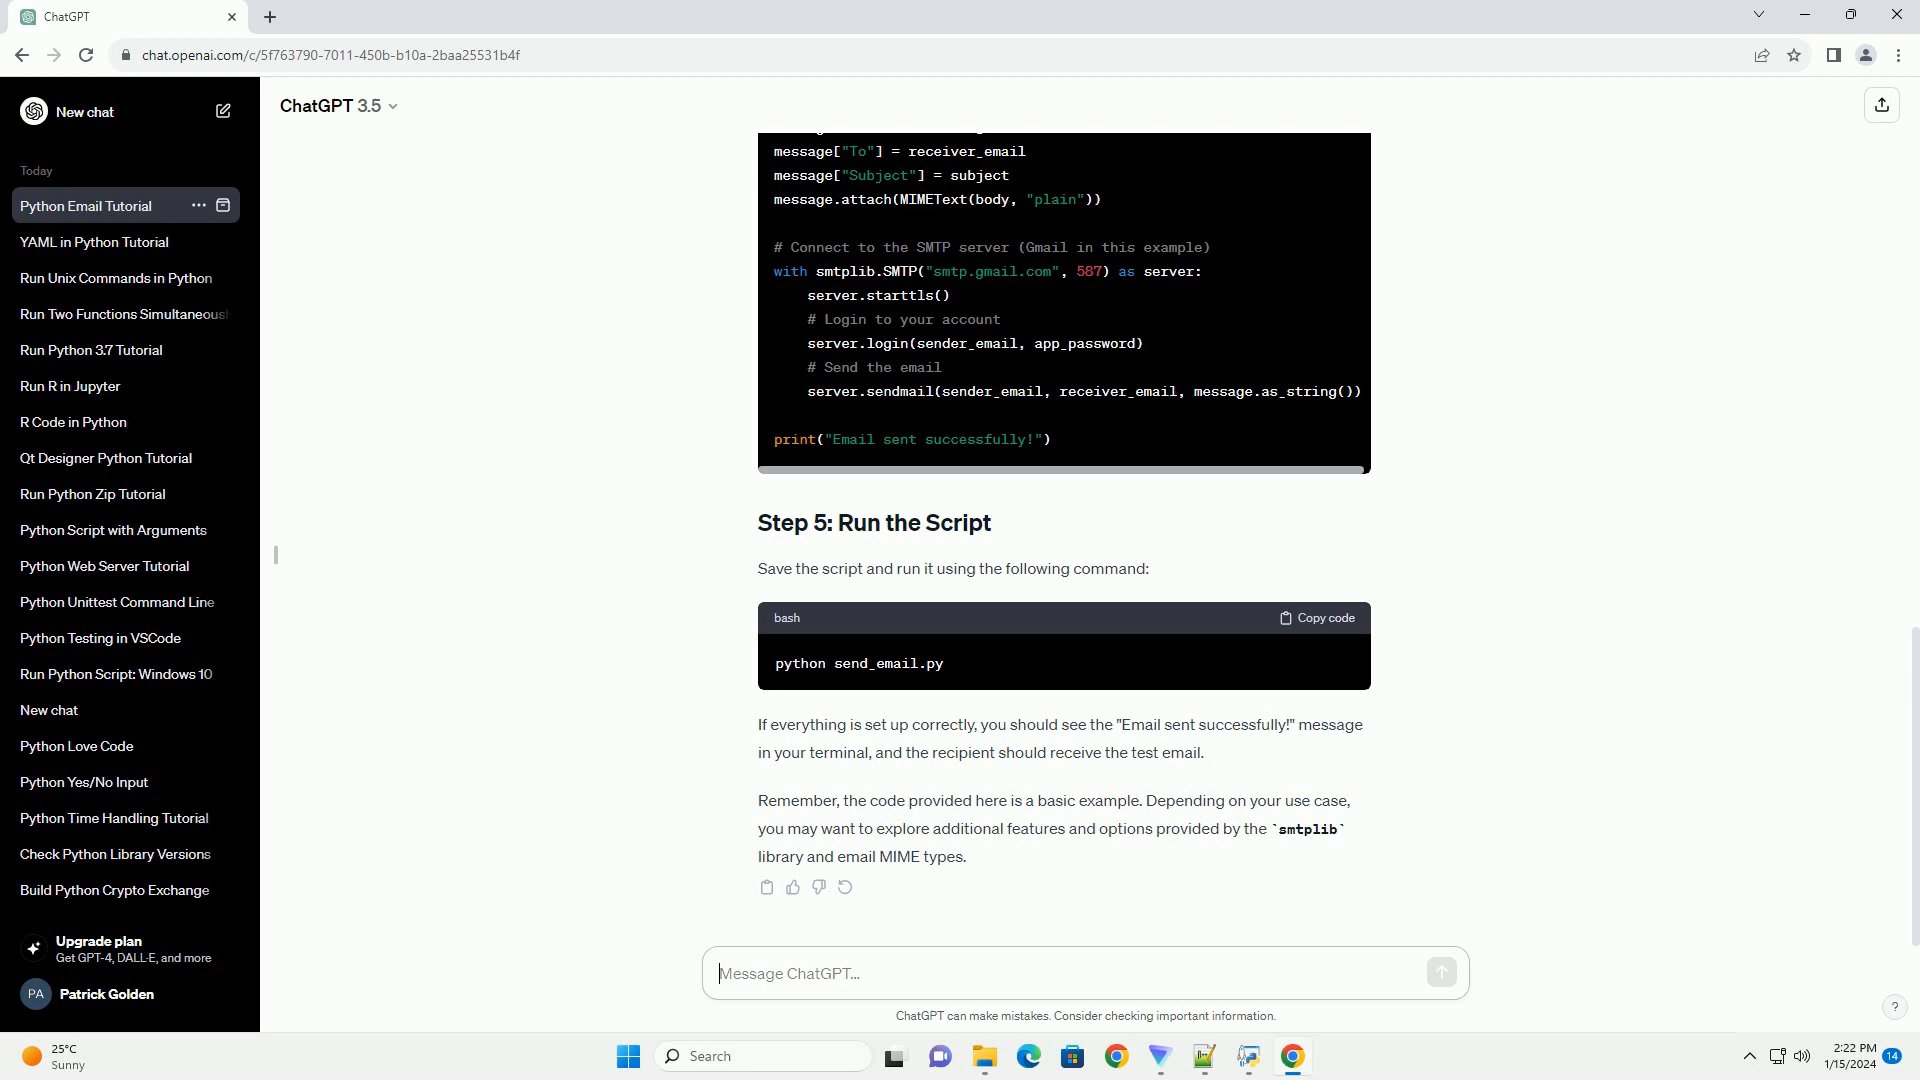 ChatGPT
chat.openai.com/c/5f763790-7011-450b-b10a-2baa25531b4f
New chat
Today
Python Email Tutorial
YAML in Python Tutorial
Run Unix Commands in Python
Run Two Functions Simultaneous
Run Python 3.7 Tutorial
Run R in Jupyter
R Code in Python
Qt Designer Python Tutorial
Run Python Zip Tutorial
Python Script with Arguments
Python Web Server Tutorial
Python Unittest Command Line
Python Testing in VSCode
Run Python Script: Windows 10
New chat
Python Love Code
Python Yes/No Input
Python Time Handling Tutorial
Check Python Library Versions
Build Python Crypto Exchange
Upgrade plan
Get GPT-4, DALL·E, and more
PA Patrick Golden
ChatGPT 3.5
message["To"] = receiver_email
message["Subject"] = subject
message.attach(MIMEText(body, "plain"))
# Connect to the SMTP server (Gmail in this example)
with smtplib.SMTP("smtp.gmail.com", 587) as server:
server.starttls()
# Login to your account
server.login(sender_email, app_password)
# Send the email
server.sendmail(sender_email, receiver_email, message.as_string())
print("Email sent successfully!")
Step 5: Run the Script
Save the script and run it using the following command:
bash Copy code
python send_email.py
If everything is set up correctly, you should see the "Email sent successfully!" message
in your terminal, and the recipient should receive the test email.
Remember, the code provided here is a basic example. Depending on your use case,
you may want to explore additional features and options provided by the `smtplib`
library and email MIME types.
Message ChatGPT...
ChatGPT can make mistakes. Consider checking important information.
?
25°C
Sunny
Search
2:22 PM
1/15/2024
14